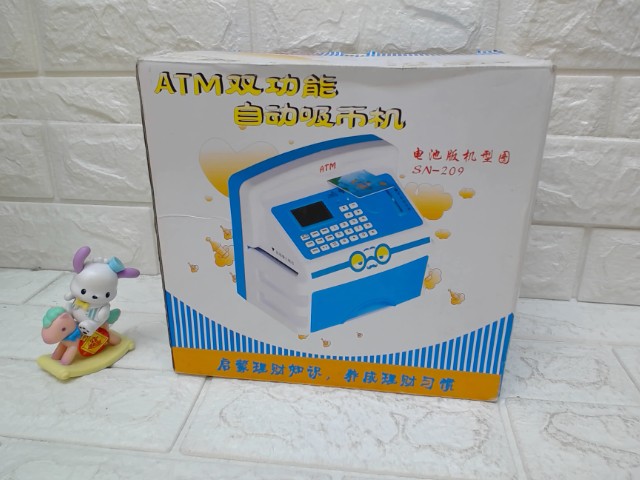 ATM双功能
自动吸币机
电池版机型图
SN-209
ATM
启蒙理财知识，养成理财习惯